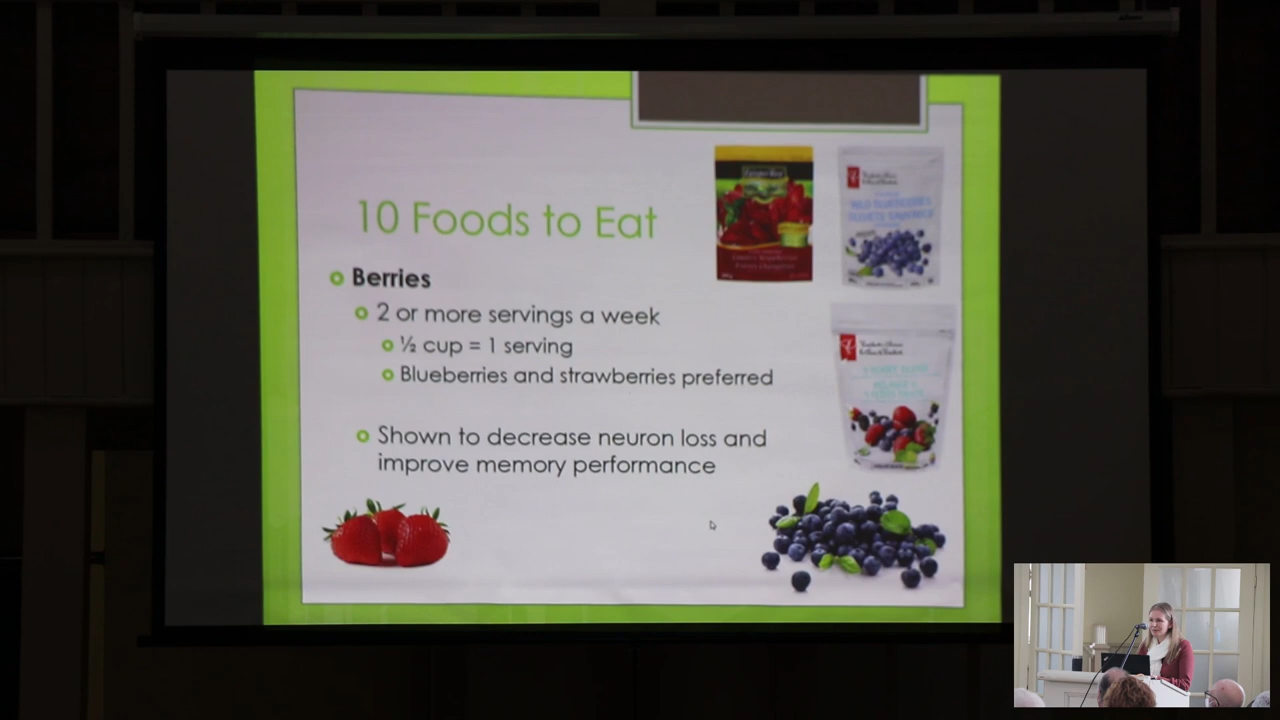 10 Foods to Eat
Berries
2 or more servings a week
½ cup = 1 serving
Blueberries and strawberries preferred
Shown to decrease neuron loss and
improve memory performance